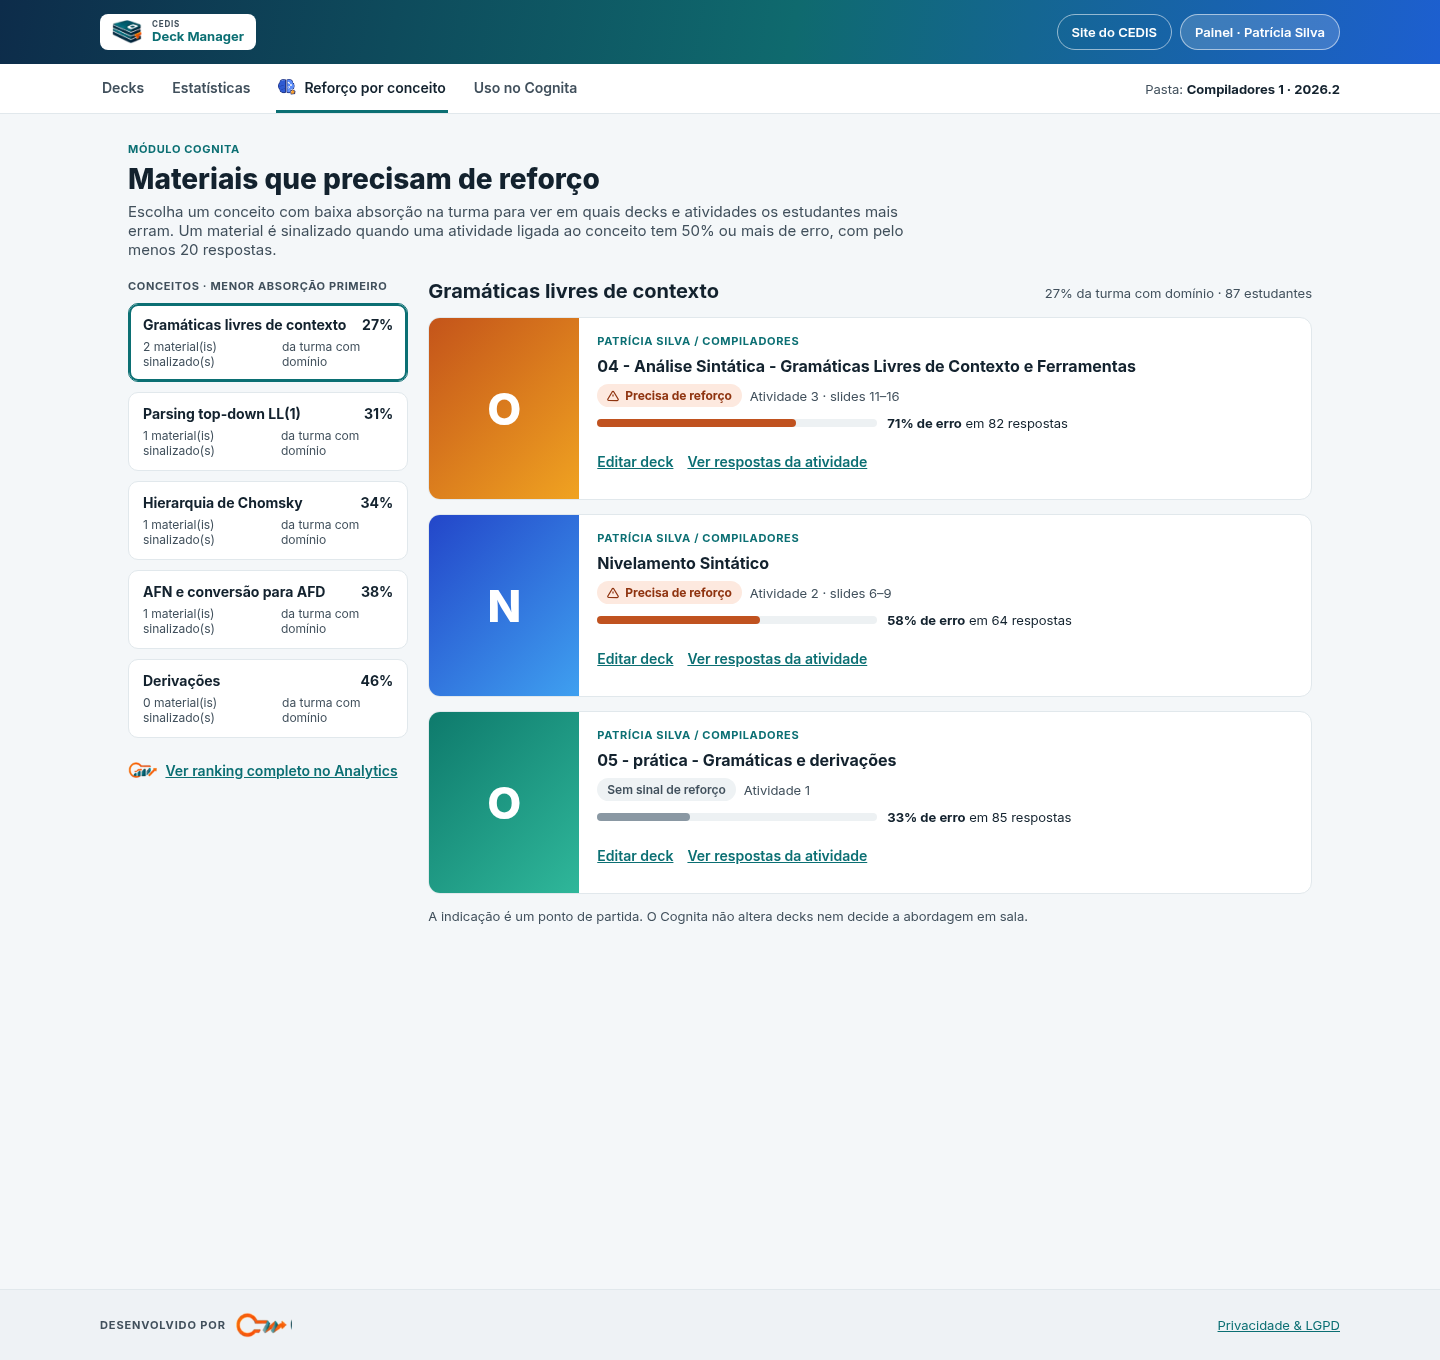 CEDIS
Deck Manager
Site do CEDIS
Painel · Patrícia Silva
Decks
Estatísticas
Reforço por conceito
Uso no Cognita
Pasta: Compiladores 1 · 2026.2
MÓDULO COGNITA
Materiais que precisam de reforço
Escolha um conceito com baixa absorção na turma para ver em quais decks e atividades os estudantes mais
erram. Um material é sinalizado quando uma atividade ligada ao conceito tem 50% ou mais de erro, com pelo
menos 20 respostas.
CONCEITOS · MENOR ABSORÇÃO PRIMEIRO
Gramáticas livres de contexto 27%
2 material(is) sinalizado(s)
da turma com domínio
Parsing top-down LL(1) 31%
1 material(is) sinalizado(s)
da turma com domínio
Hierarquia de Chomsky 34%
1 material(is) sinalizado(s)
da turma com domínio
AFN e conversão para AFD 38%
1 material(is) sinalizado(s)
da turma com domínio
Derivações 46%
0 material(is) sinalizado(s)
da turma com domínio
Ver ranking completo no Analytics
Gramáticas livres de contexto
27% da turma com domínio · 87 estudantes
O
PATRÍCIA SILVA / COMPILADORES
04 - Análise Sintática - Gramáticas Livres de Contexto e Ferramentas
Precisa de reforço
Atividade 3 · slides 11–16
71% de erro em 82 respostas
Editar deck
Ver respostas da atividade
N
PATRÍCIA SILVA / COMPILADORES
Nivelamento Sintático
Precisa de reforço
Atividade 2 · slides 6–9
58% de erro em 64 respostas
Editar deck
Ver respostas da atividade
O
PATRÍCIA SILVA / COMPILADORES
05 - prática - Gramáticas e derivações
Sem sinal de reforço
Atividade 1
33% de erro em 85 respostas
Editar deck
Ver respostas da atividade
A indicação é um ponto de partida. O Cognita não altera decks nem decide a abordagem em sala.
DESENVOLVIDO POR
Privacidade & LGPD